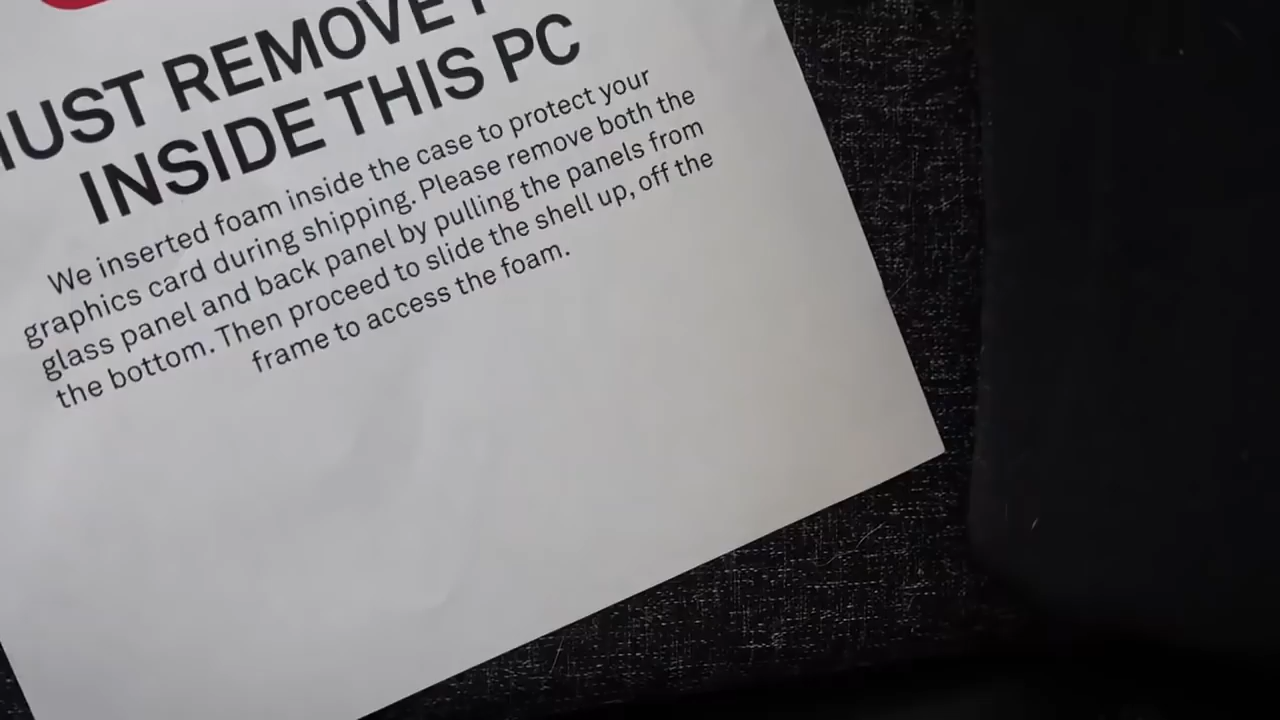 REMOVE
INSIDE THIS PC
We inserted foam inside the case to protect your
graphics card during shipping. Please remove both the
glass panel and back panel by pulling the panels from
the bottom. Then proceed to slide the shell up, off the
frame to access the foam.